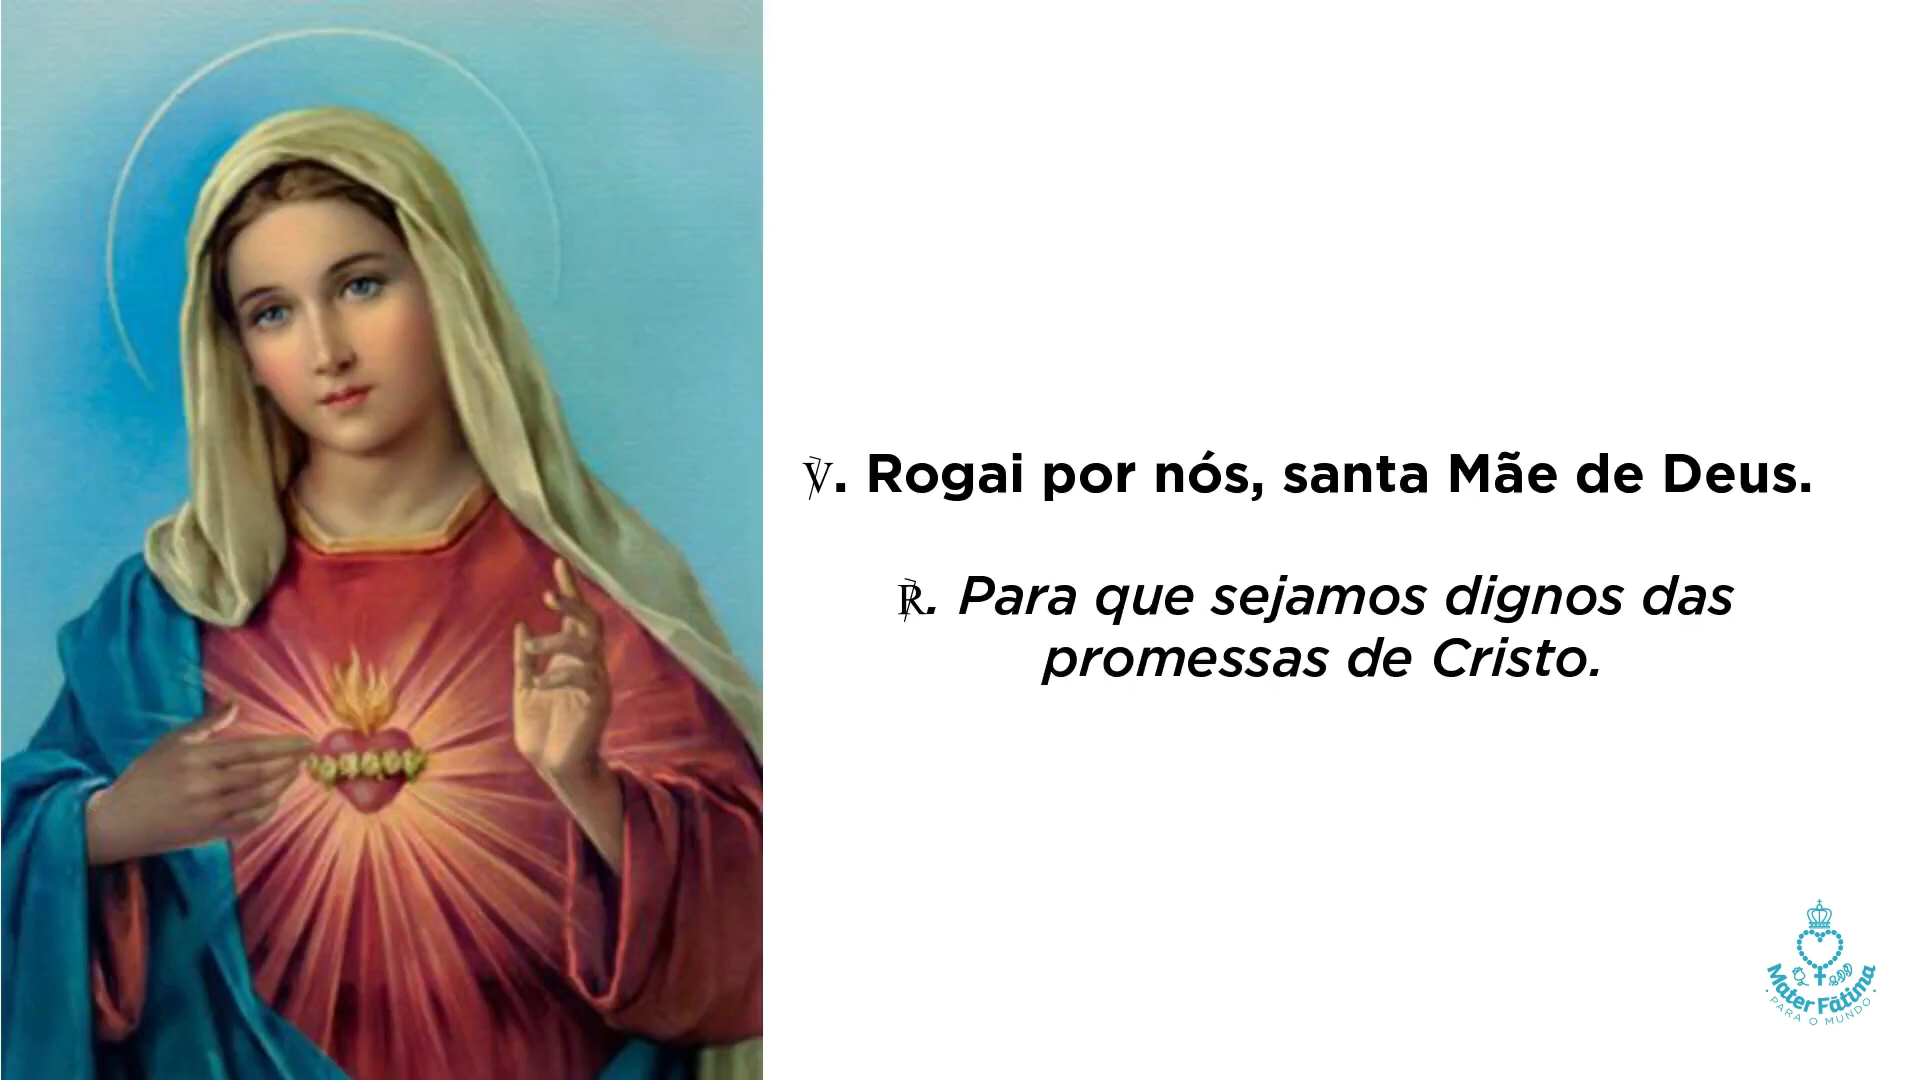 ℣. Rogai por nós, santa Mãe de Deus.
℟. Para que sejamos dignos das
promessas de Cristo.
Mater Fátima
· PARA O MUNDO ·